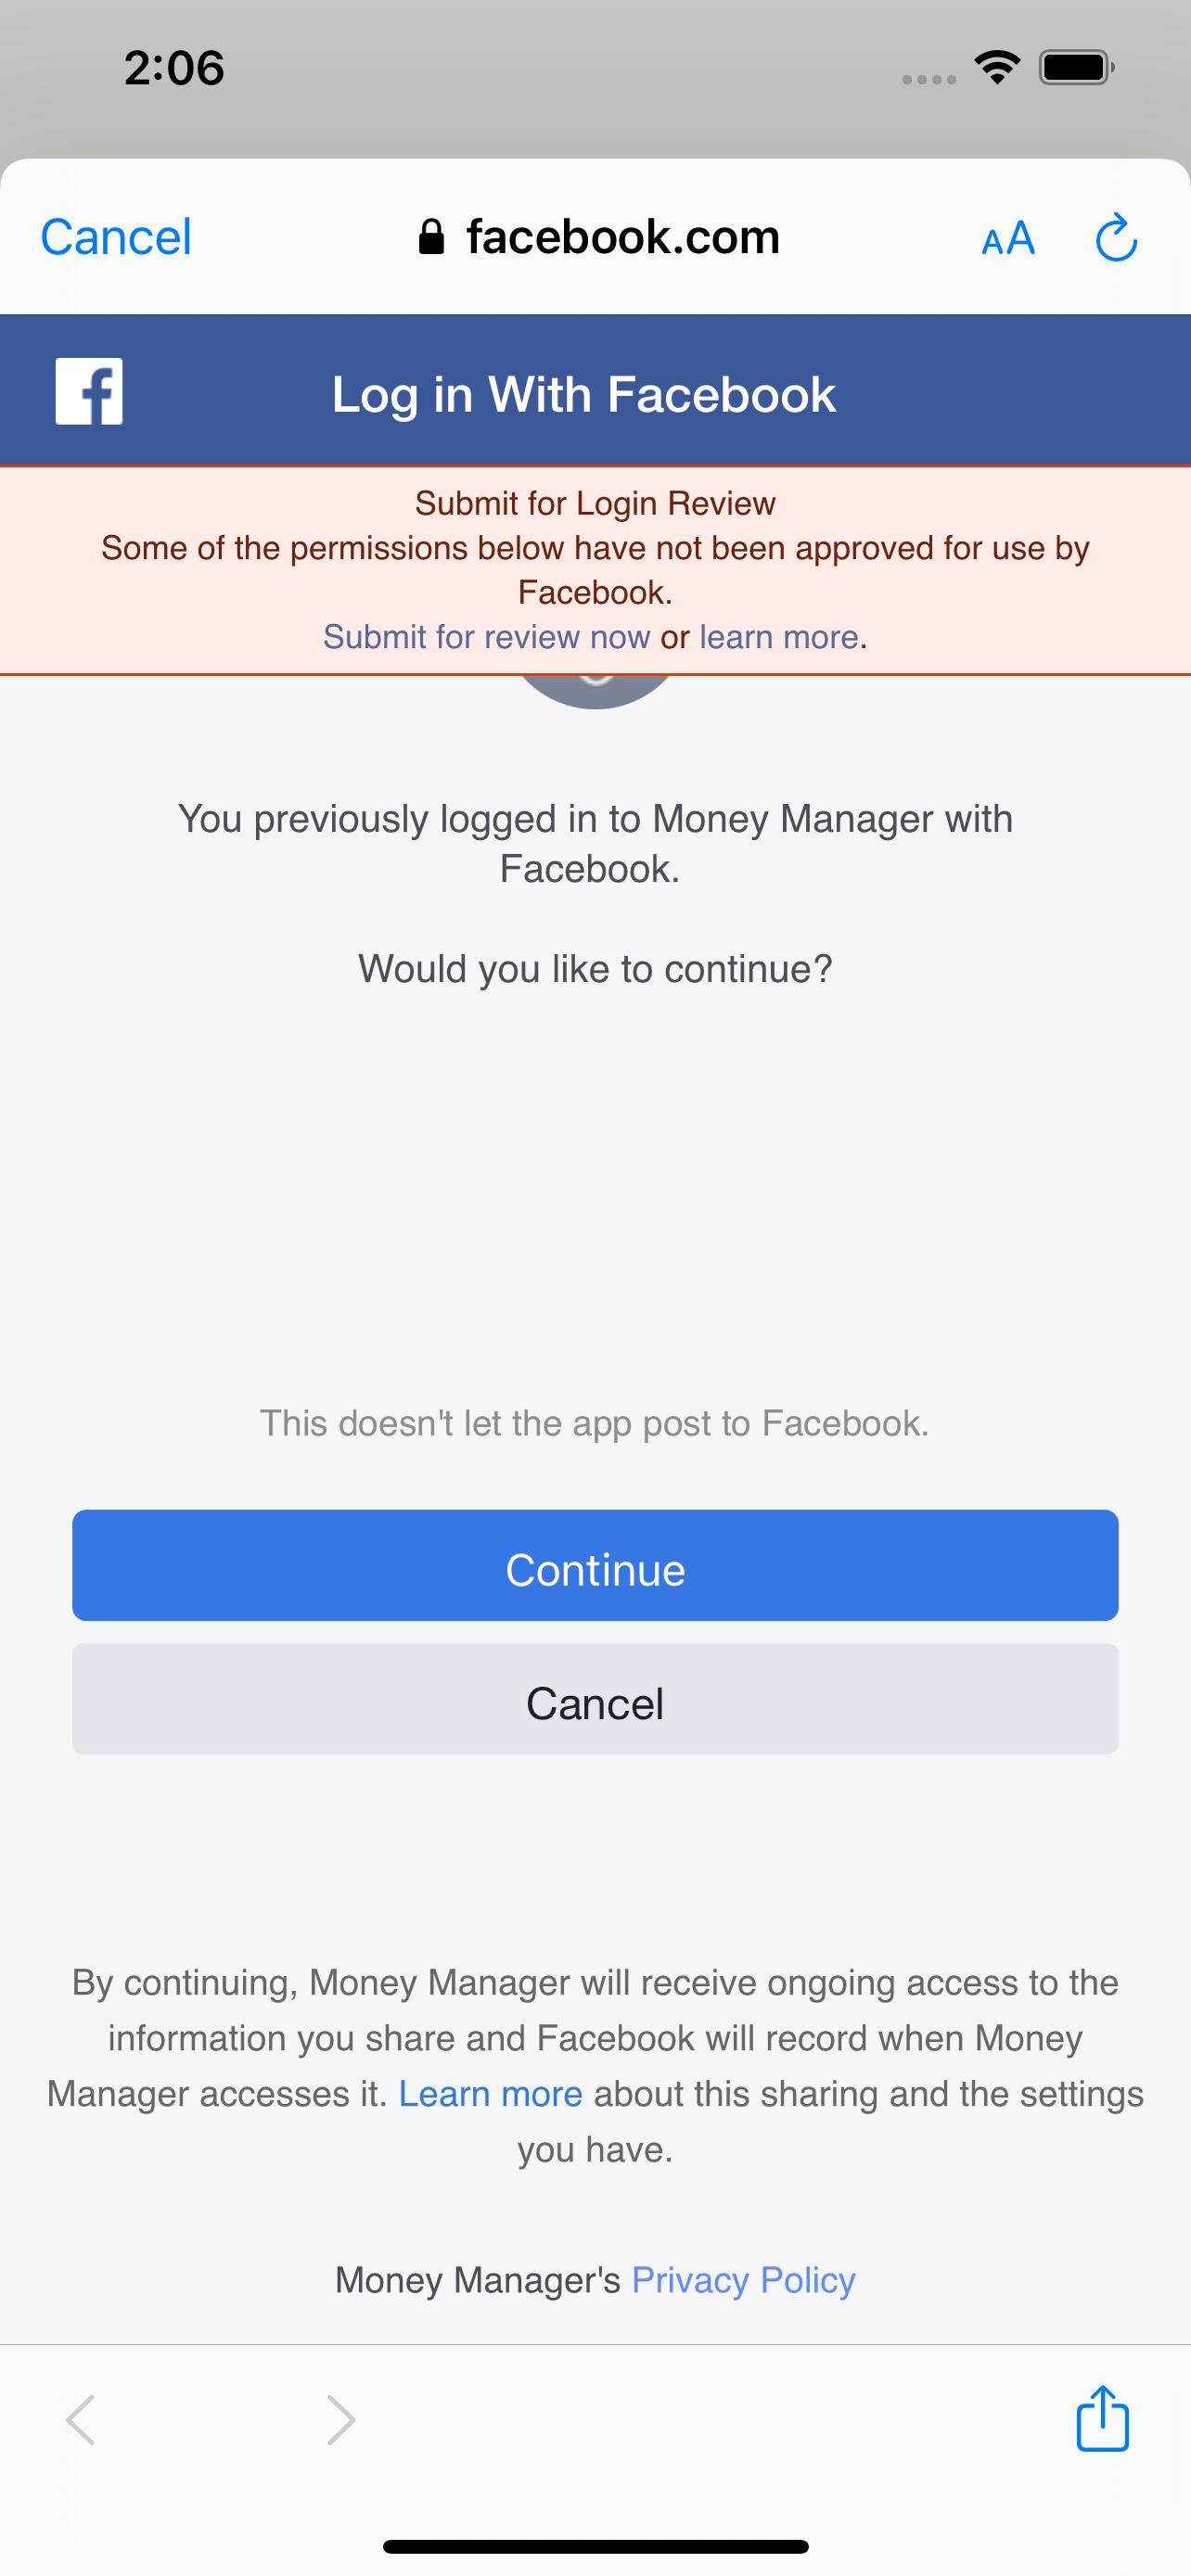 2:06
Cancel
facebook.com
AA
Log in With Facebook
Submit for Login Review
Some of the permissions below have not been approved for use by
Facebook.
Submit for review now or learn more.
You previously logged in to Money Manager with
Facebook.
Would you like to continue?
This doesn't let the app post to Facebook.
Continue
Cancel
By continuing, Money Manager will receive ongoing access to the
information you share and Facebook will record when Money
Manager accesses it. Learn more about this sharing and the settings
you have.
Money Manager's Privacy Policy